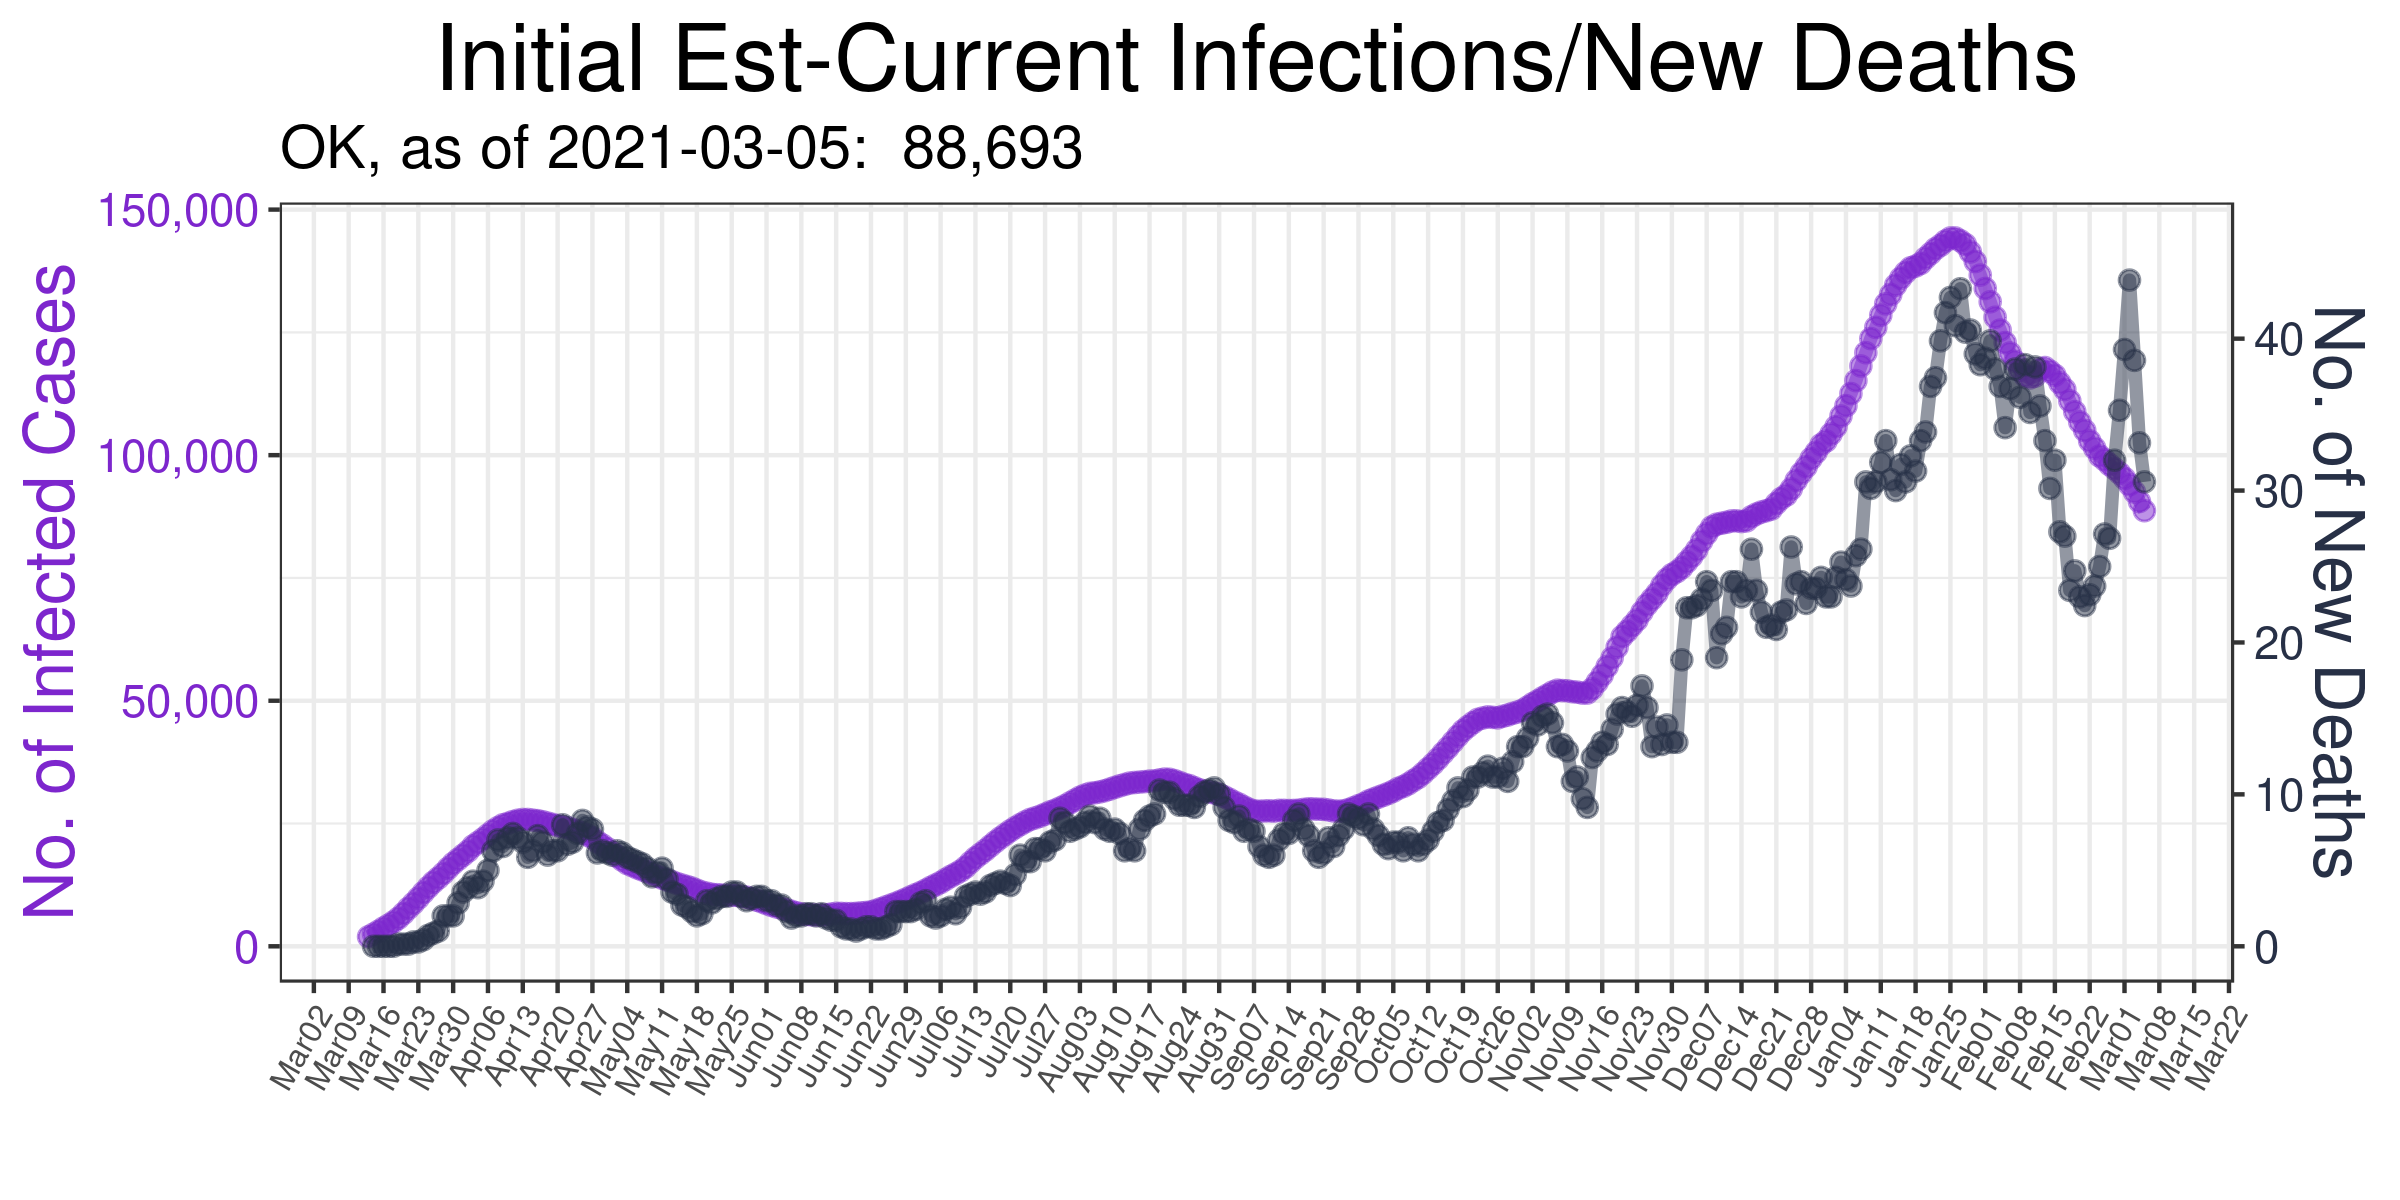 Initial Est-Current Infections/New Deaths
OK, as of 2021-03-05:  88,693
No. of Infected Cases
150,000
100,000
50,000
0
No. of New Deaths
40
30
20
10
0
Mar02
Mar09
Mar16
Mar23
Mar30
Apr06
Apr13
Apr20
Apr27
May04
May11
May18
May25
Jun01
Jun08
Jun15
Jun22
Jun29
Jul06
Jul13
Jul20
Jul27
Aug03
Aug10
Aug17
Aug24
Aug31
Sep07
Sep14
Sep21
Sep28
Oct05
Oct12
Oct19
Oct26
Nov02
Nov09
Nov16
Nov23
Nov30
Dec07
Dec14
Dec21
Dec28
Dec04
Jan11
Jan18
Jan25
Feb01
Feb08
Feb15
Feb22
Mar01
Mar08
Mar15
Mar22